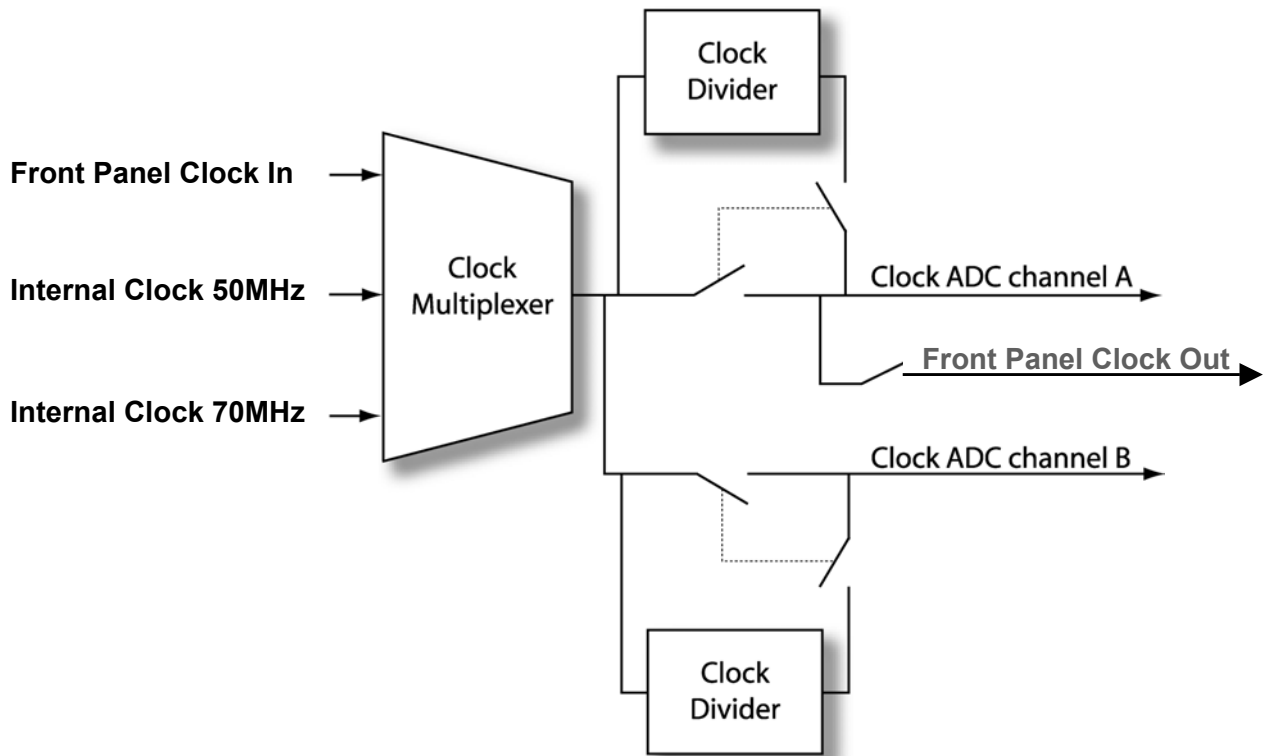 Clock
Divider
Front Panel Clock In
Internal Clock 50MHz
Internal Clock 70MHz
Clock
Multiplexer
Clock ADC channel A
Front Panel Clock Out
Clock ADC channel B
Clock
Divider